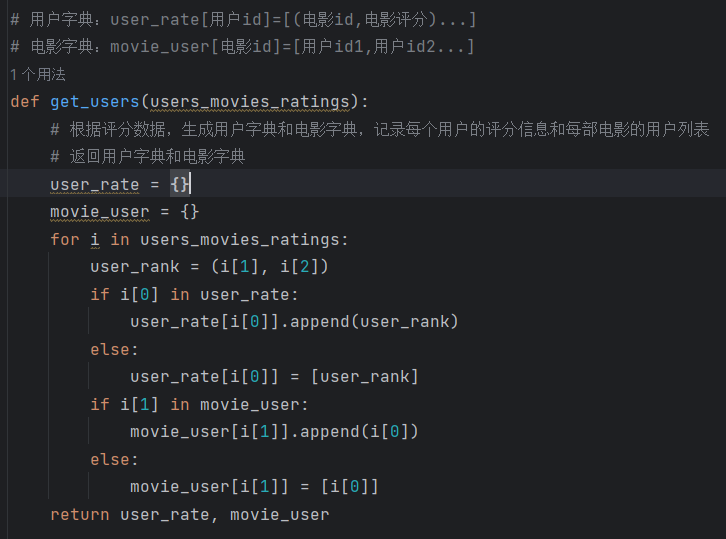 # 用户字典：user_rate[用户id]=[(电影id,电影评分)...]
# 电影字典：movie_user[电影id]=[用户id1,用户id2...]
1 个用法
def get_users(users_movies_ratings):
    # 根据评分数据，生成用户字典和电影字典，记录每个用户的评分信息和每部电影的用户列表
    # 返回用户字典和电影字典
    user_rate = {}
    movie_user = {}
    for i in users_movies_ratings:
        user_rank = (i[1], i[2])
        if i[0] in user_rate:
            user_rate[i[0]].append(user_rank)
        else:
            user_rate[i[0]] = [user_rank]
        if i[1] in movie_user:
            movie_user[i[1]].append(i[0])
        else:
            movie_user[i[1]] = [i[0]]
    return user_rate, movie_user